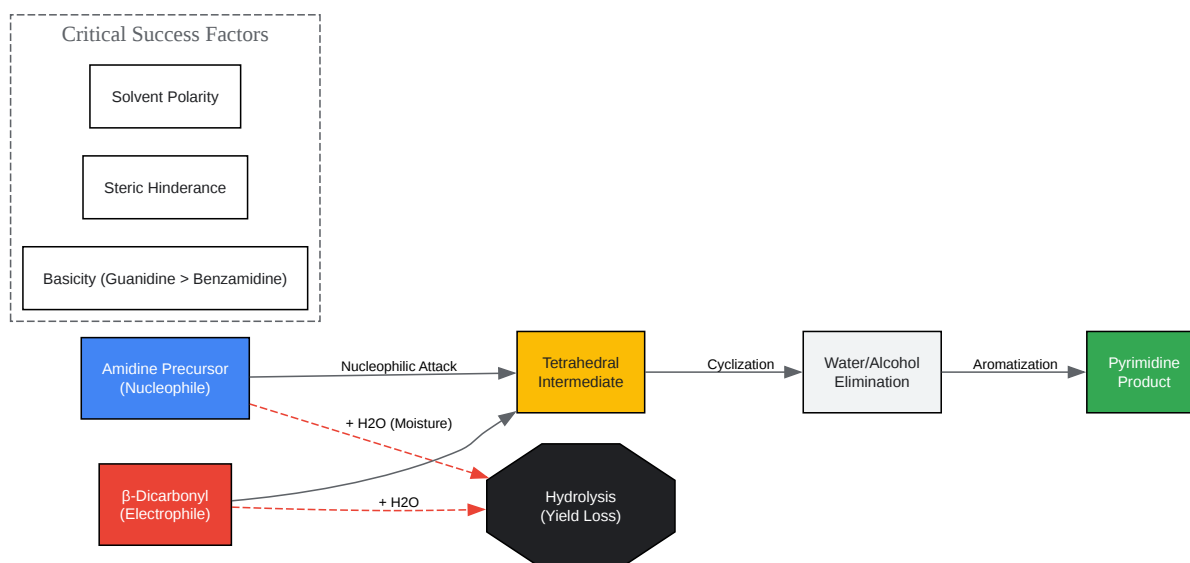 Critical Success Factors
Solvent Polarity
Steric Hinderance
Basicity (Guanidine > Benzamidine)
Amidine Precursor
(Nucleophile)
Nucleophilic Attack
Tetrahedral
Intermediate
Cyclization
Water/Alcohol
Elimination
Aromatization
Pyrimidine
Product
+ H2O (Moisture)
β-Dicarbonyl
(Electrophile)
+ H2O
Hydrolysis
(Yield Loss)